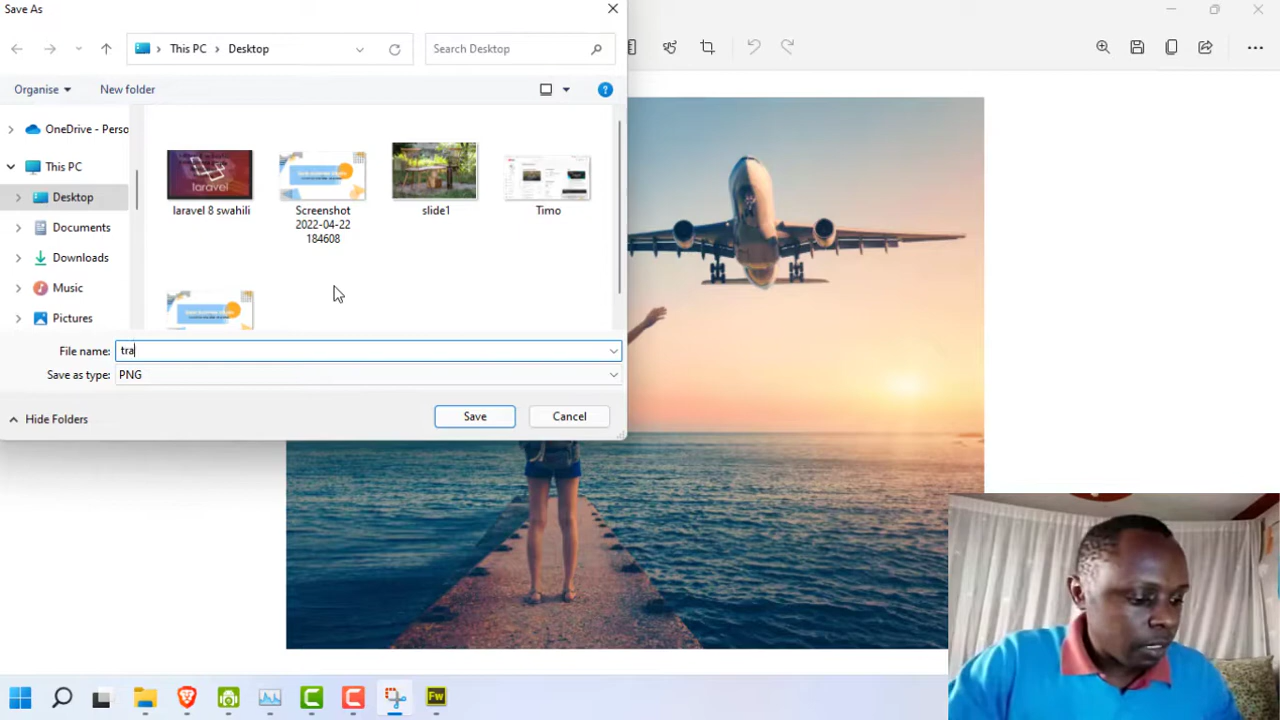 Save As
This PC
Desktop
Search Desktop
Organise
New folder
OneDrive - Perso
This PC
Desktop
Documents
Downloads
Music
Pictures
laravel
laravel 8 swahili
Screenshot
2022-04-22
184608
slide1
Timo
File name:
tra
Save as type:
PNG
Hide Folders
Save
Cancel
Fw